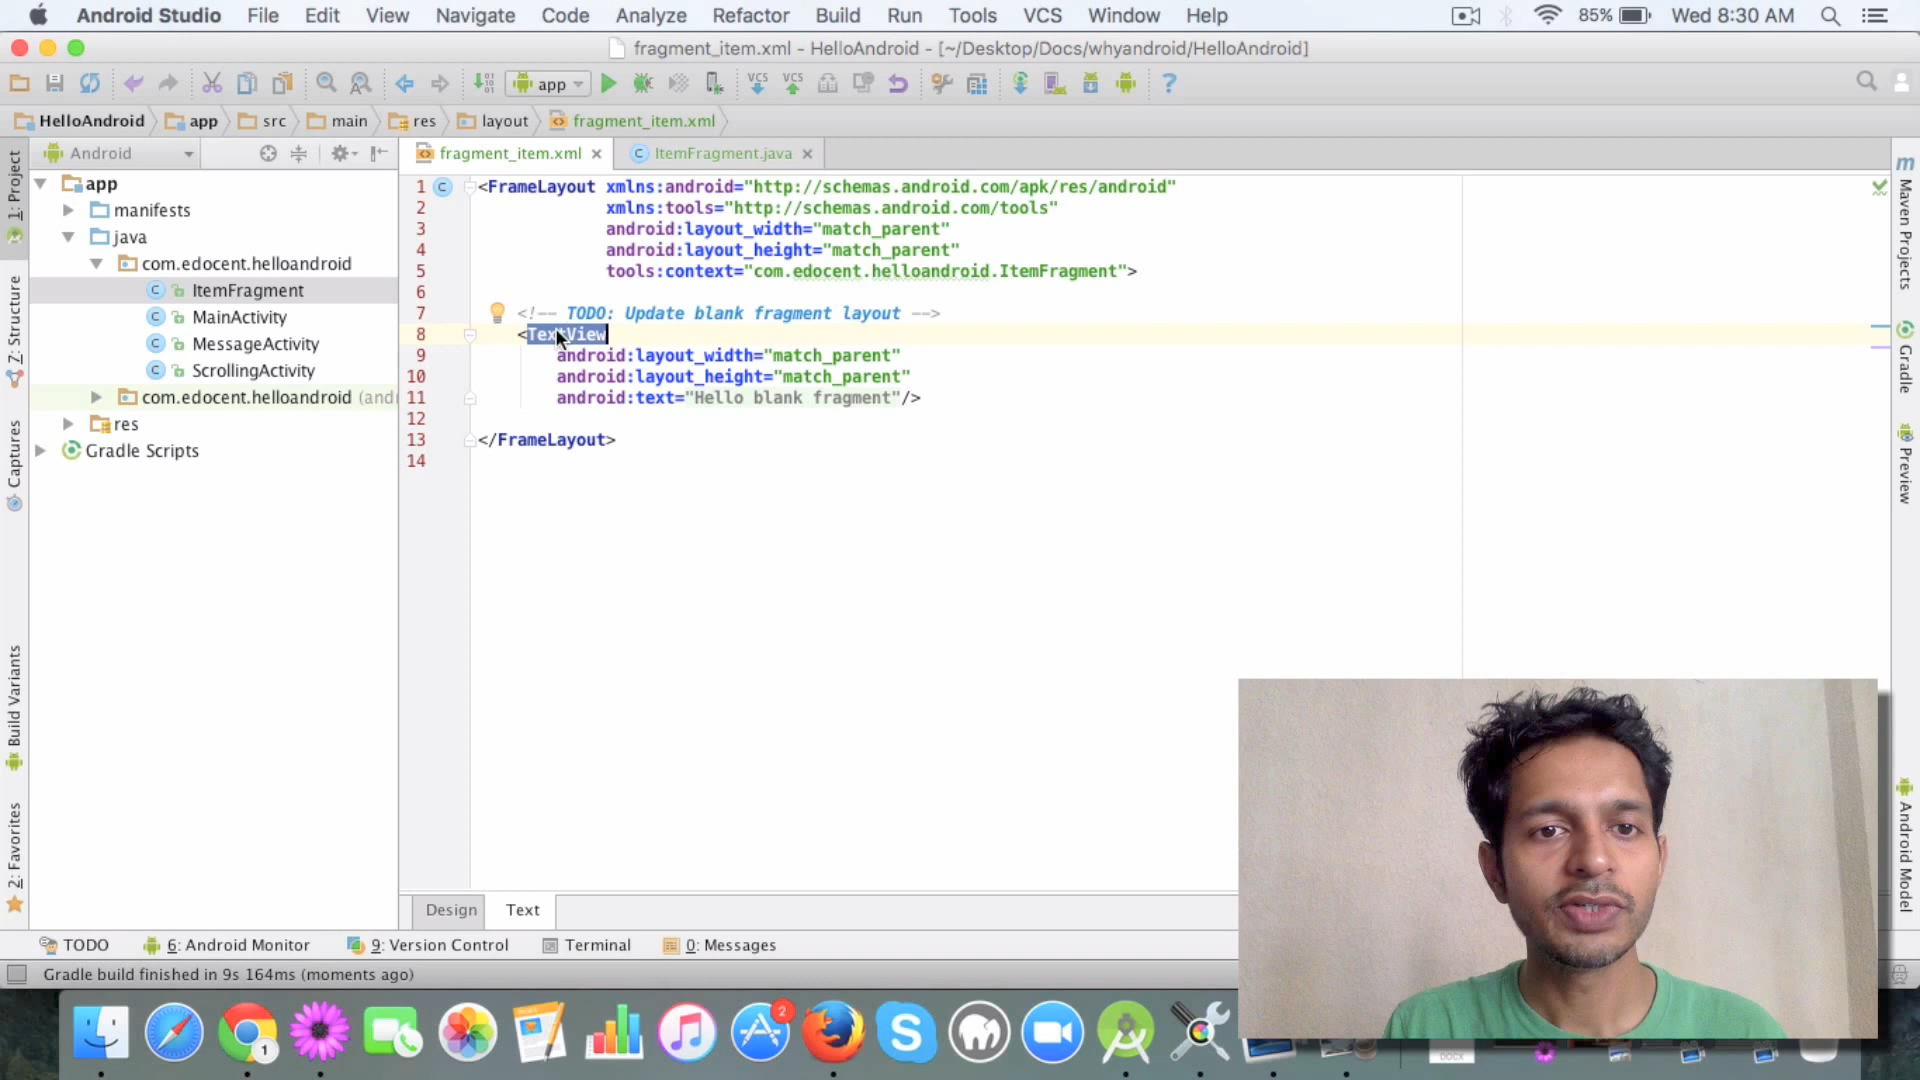 Android Studio File Edit View Navigate Code Analyze Refactor Build Run Tools VCS Window Help 85% Wed 8:30 AM
fragment_item.xml - HelloAndroid - [~/Desktop/Docs/whyandroid/HelloAndroid]
app VCS VCS ?
HelloAndroid app src main res layout fragment_item.xml
Android
fragment_item.xml
ItemFragment.java
1: Project
Z: Structure
Captures
Build Variants
2: Favorites
app
manifests
java
com.edocent.helloandroid
ItemFragment
MainActivity
MessageActivity
ScrollingActivity
com.edocent.helloandroid (and
res
Gradle Scripts
1 <FrameLayout xmlns:android="http://schemas.android.com/apk/res/android"
2 xmlns:tools="http://schemas.android.com/tools"
3 android:layout_width="match_parent"
4 android:layout_height="match_parent"
5 tools:context="com.edocent.helloandroid.ItemFragment">
6
7 <!-- TODO: Update blank fragment layout -->
8 <TextView
9 android:layout_width="match_parent"
10 android:layout_height="match_parent"
11 android:text="Hello blank fragment"/>
12
13 </FrameLayout>
14
m Maven Projects
Gradle
Preview
Android Model
Design Text
TODO 6: Android Monitor 9: Version Control Terminal 0: Messages
Gradle build finished in 9s 164ms (moments ago)
1
2
DOCX